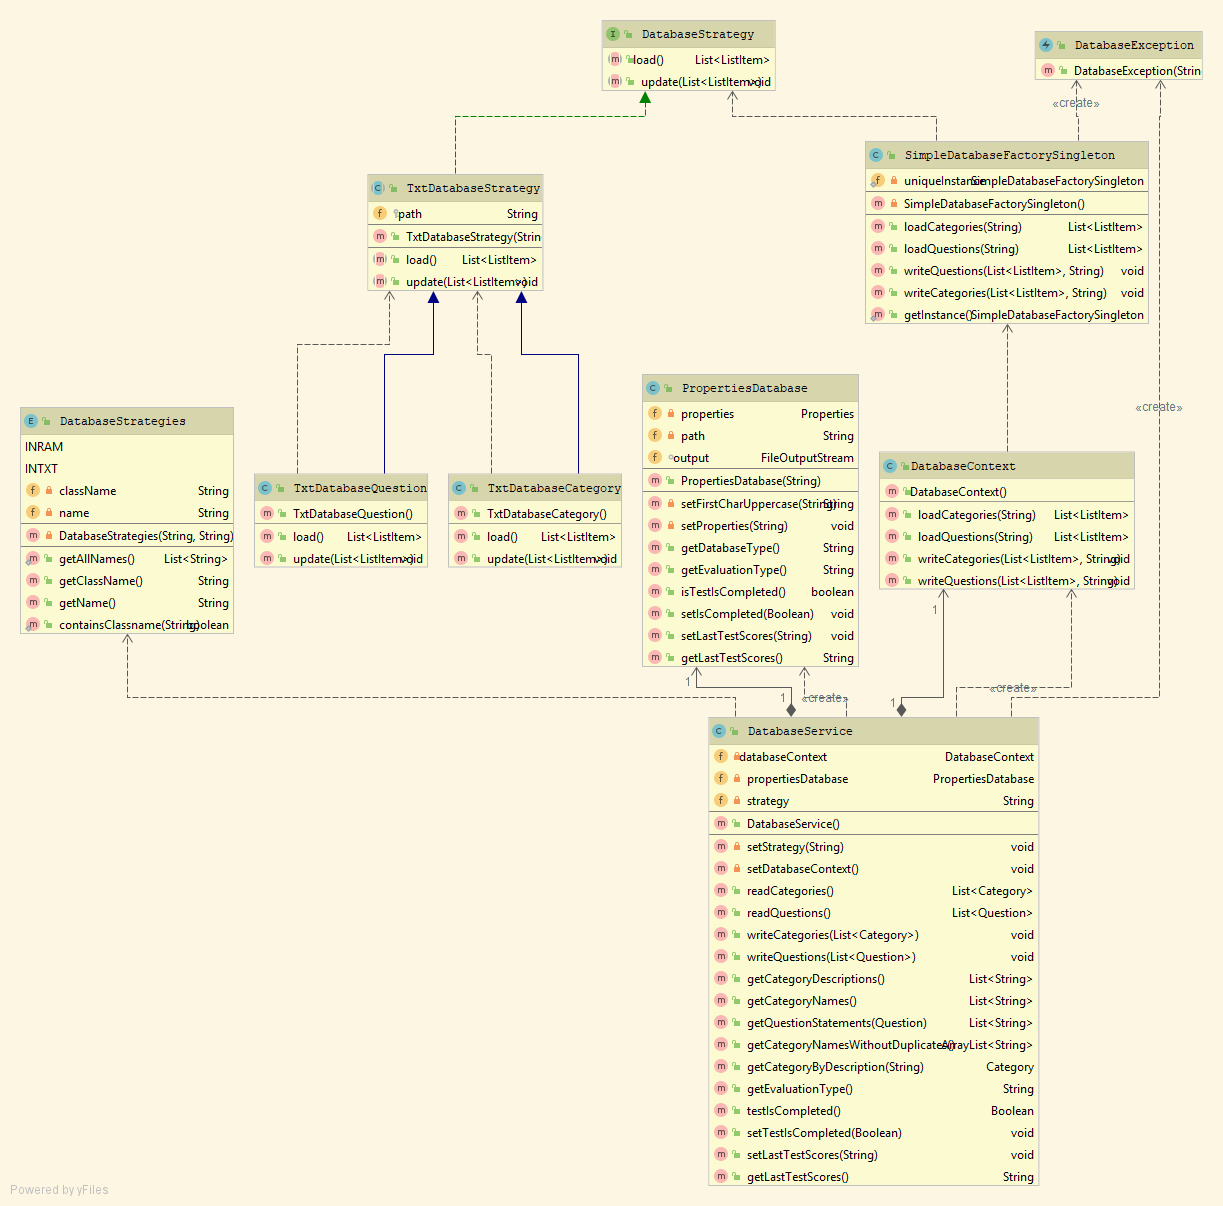 DatabaseStrategy
load() List<ListItem>
update(List<ListItem>) void
DatabaseException
DatabaseException(Strin
«create»
SimpleDatabaseFactorySingleton
uniqueInstance SimpleDatabaseFactorySingleton
SimpleDatabaseFactorySingleton()
loadCategories(String) List<ListItem>
loadQuestions(String) List<ListItem>
writeQuestions(List<ListItem>, String) void
writeCategories(List<ListItem>, String) void
getInstance() SimpleDatabaseFactorySingleton
TxtDatabaseStrategy
path String
TxtDatabaseStrategy(Strin
load() List<ListItem>
update(List<ListItem>) void
«create»
PropertiesDatabase
properties Properties
path String
output FileOutputStream
PropertiesDatabase(String)
setFirstCharUppercase(String) String
setProperties(String) void
getDatabaseType() String
getEvaluationType() String
isTestIsCompleted() boolean
setIsCompleted(Boolean) void
setLastTestScores(String) void
getLastTestScores() String
DatabaseStrategies
INRAM
INTXT
className String
name String
DatabaseStrategies(String, String)
getAllNames() List<String>
getClassName() String
getName() String
containsClassname(String) boolean
TxtDatabaseQuestion
TxtDatabaseQuestion()
load() List<ListItem>
update(List<ListItem>) void
TxtDatabaseCategory
TxtDatabaseCategory()
load() List<ListItem>
update(List<ListItem>) void
DatabaseContext
DatabaseContext()
loadCategories(String) List<ListItem>
loadQuestions(String) List<ListItem>
writeCategories(List<ListItem>, String) void
writeQuestions(List<ListItem>, String) void
1
1
1
«create»
1
«create»
DatabaseService
databaseContext DatabaseContext
propertiesDatabase PropertiesDatabase
strategy String
DatabaseService()
setStrategy(String) void
setDatabaseContext() void
readCategories() List<Category>
readQuestions() List<Question>
writeCategories(List<Category>) void
writeQuestions(List<Question>) void
getCategoryDescriptions() List<String>
getCategoryNames() List<String>
getQuestionStatements(Question) List<String>
getCategoryNamesWithoutDuplicates() ArrayList<String>
getCategoryByDescription(String) Category
getEvaluationType() String
testIsCompleted() Boolean
setTestIsCompleted(Boolean) void
setLastTestScores(String) void
getLastTestScores() String
Powered by yFiles